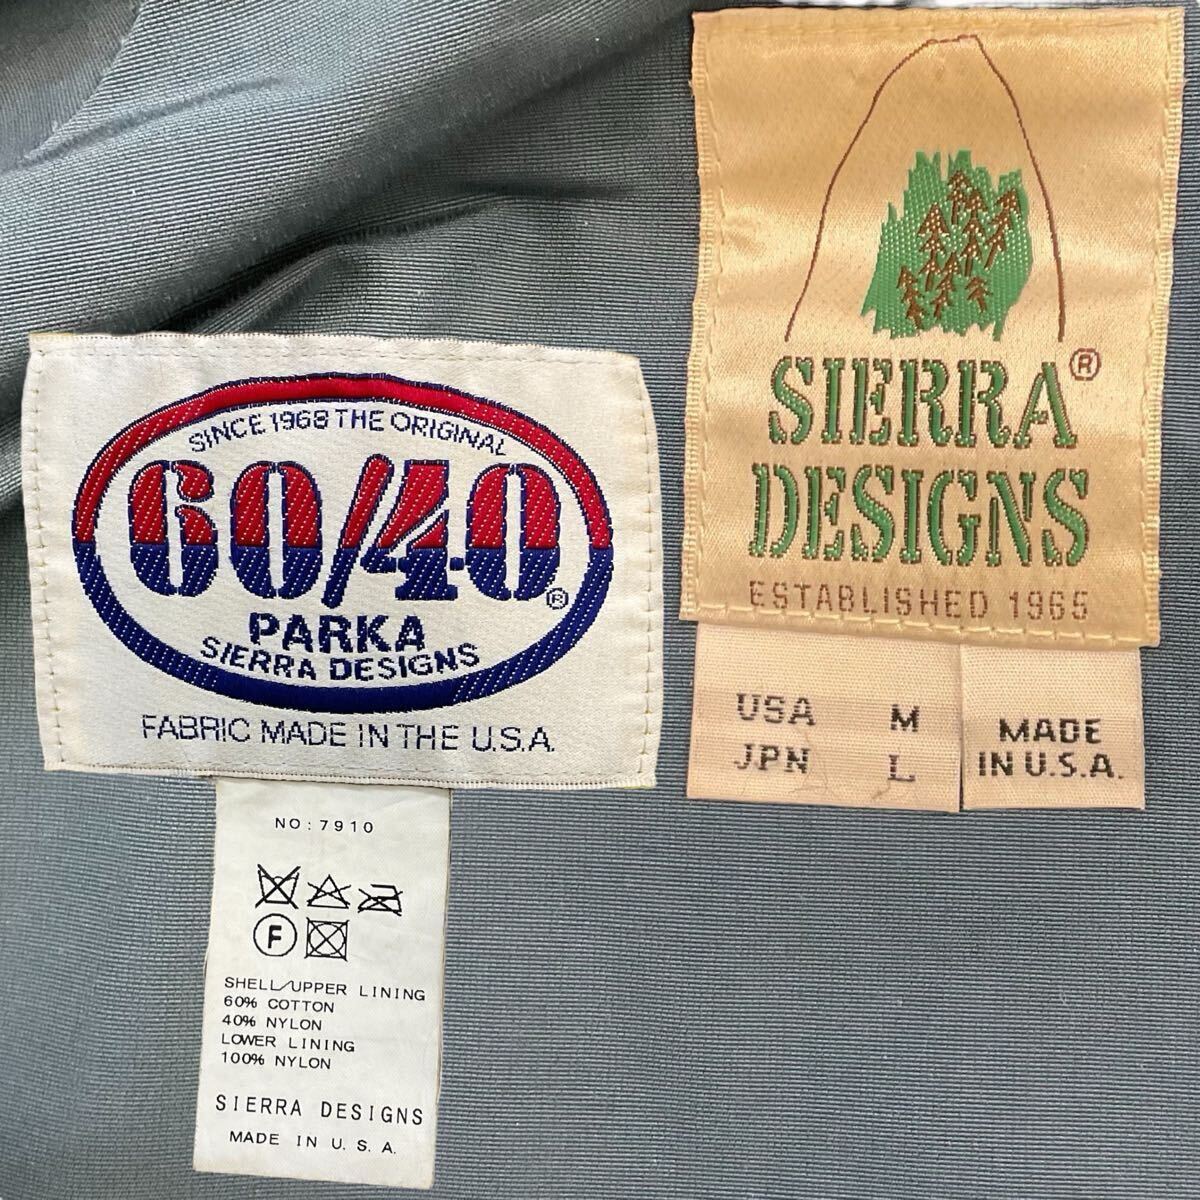 SINCE 1968 THE ORIGINAL
60/40®
PARKA
SIERRA DESIGNS
FABRIC MADE IN THE U.S.A.
NO:7910
F
SHELL/UPPER LINING
60% COTTON
40% NYLON
LOWER LINING
100% NYLON
SIERRA DESIGNS
MADE IN U.S.A.
SIERRA®
DESIGNS
ESTABLISHED 1965
USA M
JPN L
MADE
IN U.S.A.